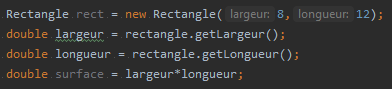 Rectangle rect = new Rectangle( largeur: 8, longueur: 12);
double largeur = rectangle.getLargeur();
double longueur = rectangle.getLongueur();
double surface = largeur*longueur;